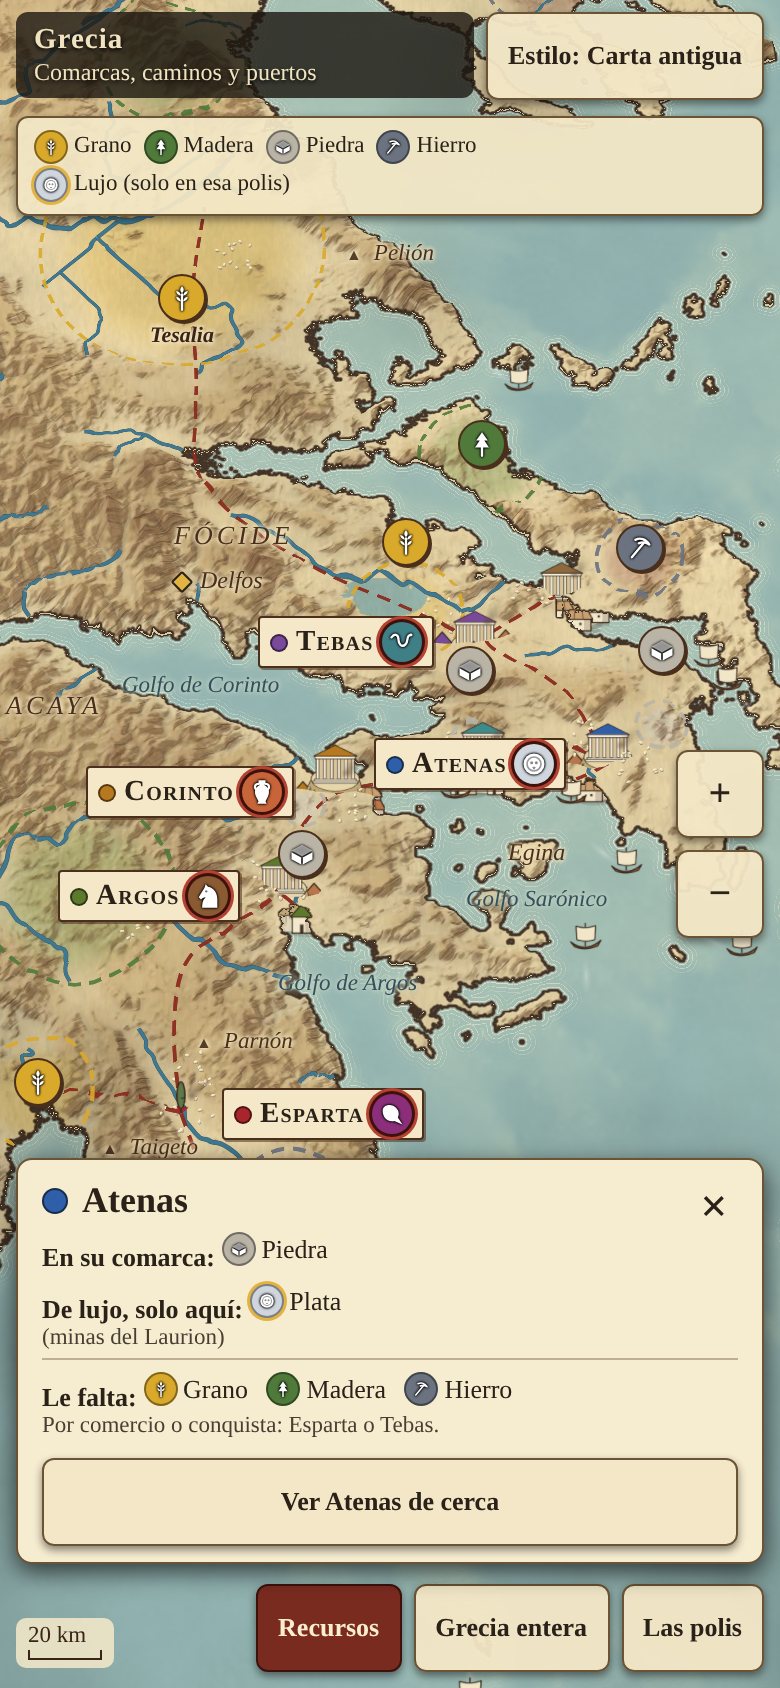 Grecia
Comarcas, caminos y puertos
Estilo: Carta antigua
Grano Madera Piedra Hierro
Lujo (solo en esa polis)
Pelión
Tesalia
FÓCIDE
Delfos
TEBAS
Golfo de Corinto
ACAYA
ATENAS
CORINTO
+
Egina
ARGOS
−
Golfo Sarónico
Golfo de Argos
Parnón
ESPARTA
Taigeto
Atenas
×
En su comarca: Piedra
De lujo, solo aquí: Plata
(minas del Laurion)
Le falta: Grano Madera Hierro
Por comercio o conquista: Esparta o Tebas.
Ver Atenas de cerca
20 km
Recursos
Grecia entera
Las polis